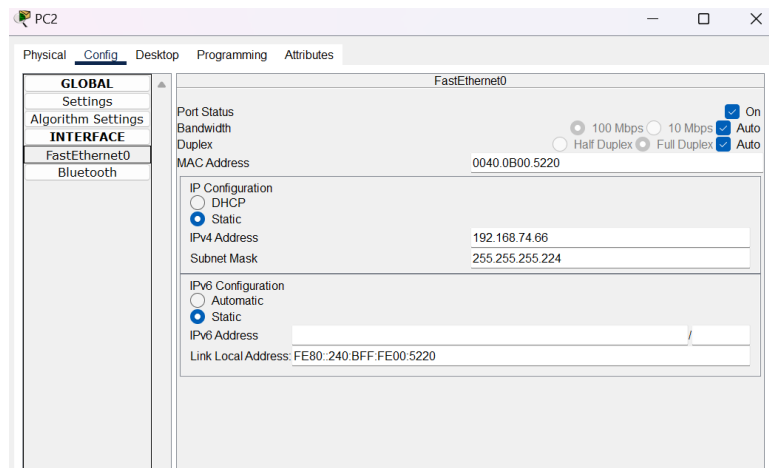 PC2
Physical Config Desktop Programming Attributes
GLOBAL
Settings
Algorithm Settings
INTERFACE
FastEthernet0
Bluetooth
FastEthernet0
Port Status On
Bandwidth 100 Mbps 10 Mbps Auto
Duplex Half Duplex Full Duplex Auto
MAC Address 0040.0B00.5220
IP Configuration
DHCP
Static
IPv4 Address 192.168.74.66
Subnet Mask 255.255.255.224
IPv6 Configuration
Automatic
Static
IPv6 Address /
Link Local Address: FE80::240:BFF:FE00:5220